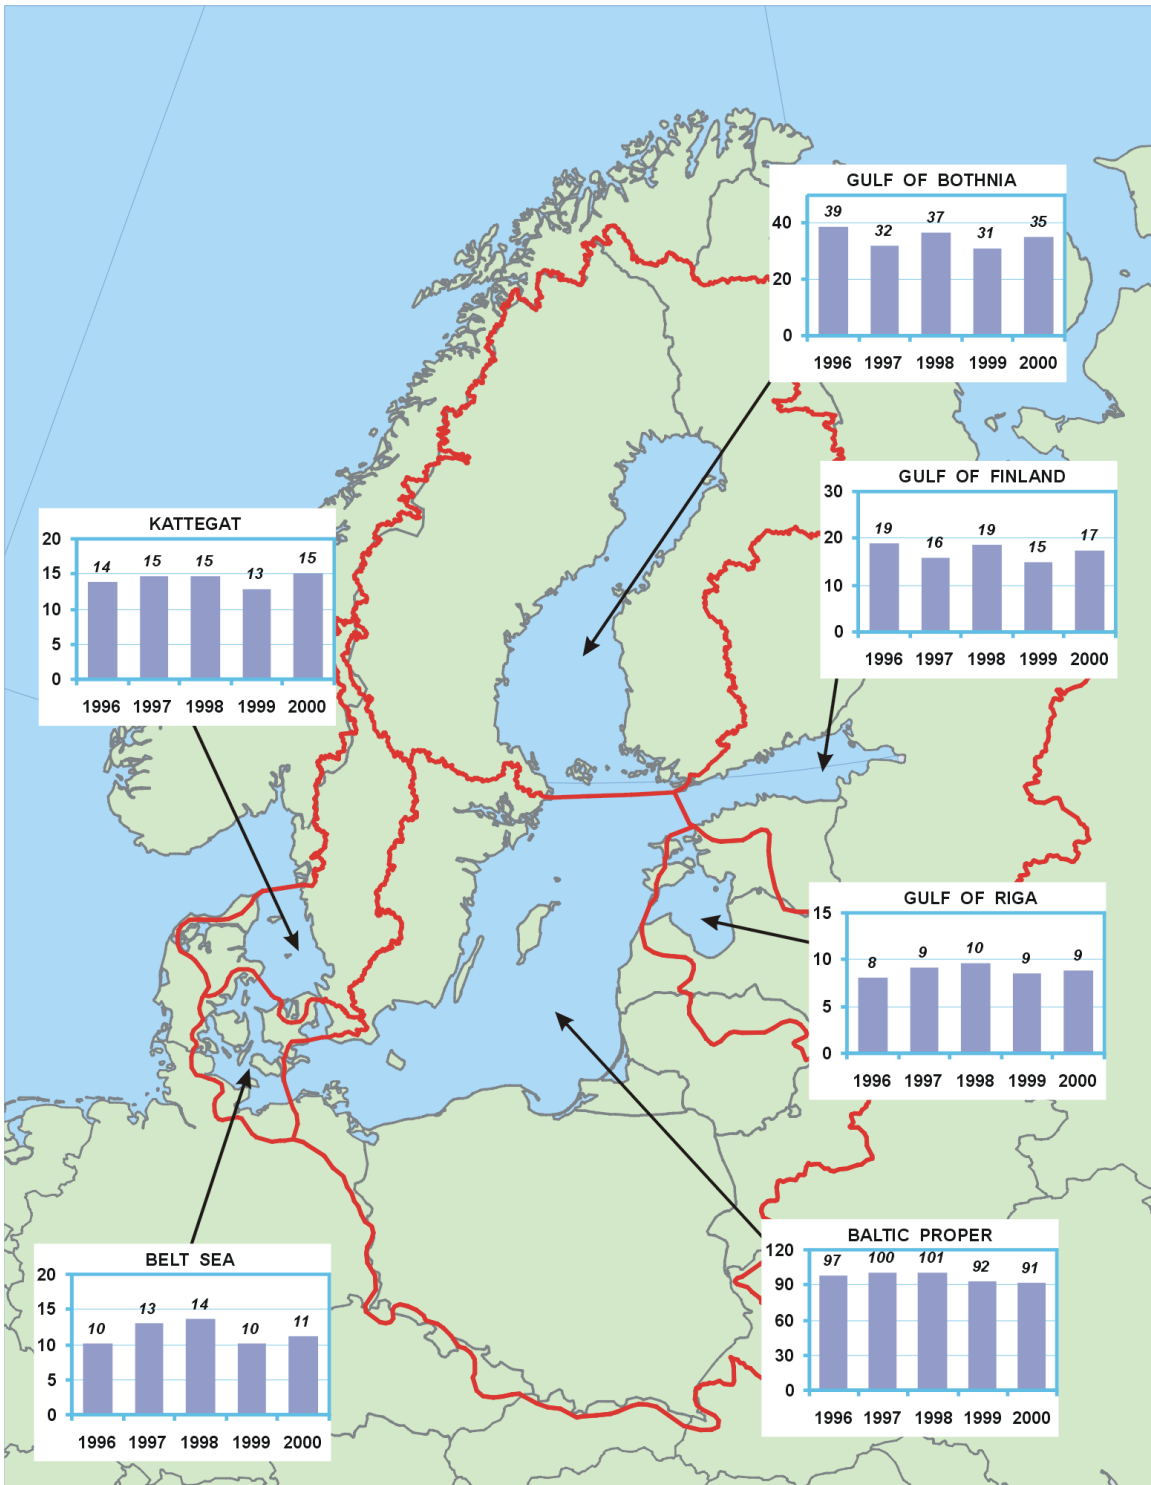 GULF OF BOTHNIA
40
20
0
39 32 37 31 35
1996 1997 1998 1999 2000
GULF OF FINLAND
30
20
10
0
19 16 19 15 17
1996 1997 1998 1999 2000
KATTEGAT
20
15
10
5
0
14 15 15 13 15
1996 1997 1998 1999 2000
GULF OF RIGA
15
10
5
0
8 9 10 9 9
1996 1997 1998 1999 2000
BALTIC PROPER
120
90
60
30
0
97 100 101 92 91
1996 1997 1998 1999 2000
BELT SEA
20
15
10
5
0
10 13 14 10 11
1996 1997 1998 1999 2000